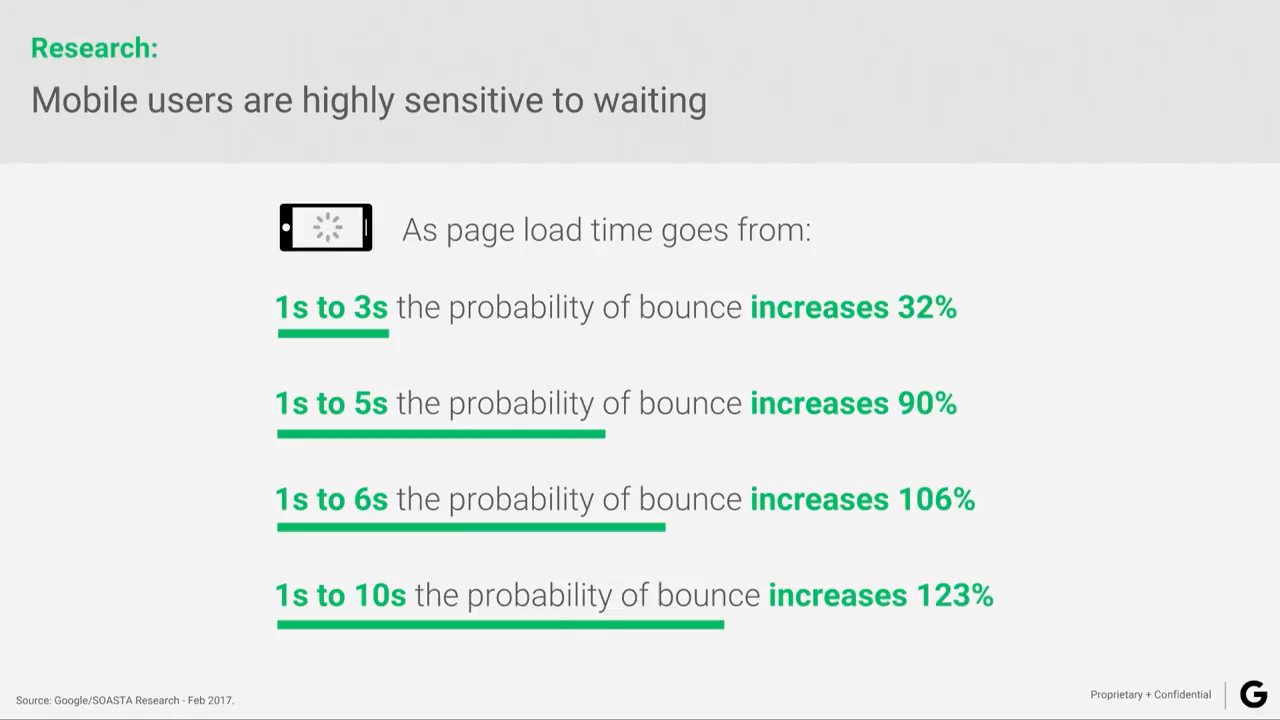 Research:
Mobile users are highly sensitive to waiting
As page load time goes from:
1s to 3s the probability of bounce increases 32%
1s to 5s the probability of bounce increases 90%
1s to 6s the probability of bounce increases 106%
1s to 10s the probability of bounce increases 123%
Source: Google/SOASTA Research - Feb 2017.
Proprietary + Confidential
G